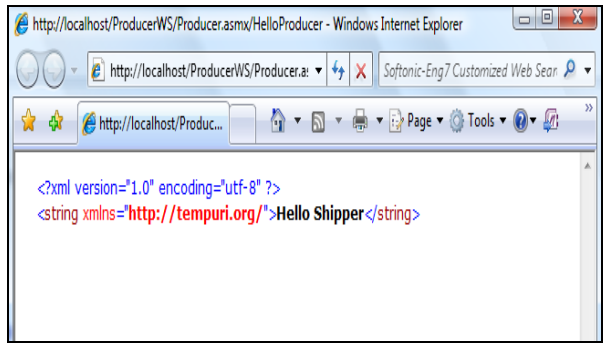 http://localhost/ProducerWS/Producer.asmx/HelloProducer - Windows Internet Explorer
http://localhost/ProducerWS/Producer.a: Softonic-Eng7 Customized Web Sear
http://localhost/Produc... Page Tools »
<?xml version="1.0" encoding="utf-8" ?>
<string xmlns="http://tempuri.org/">Hello Shipper</string>